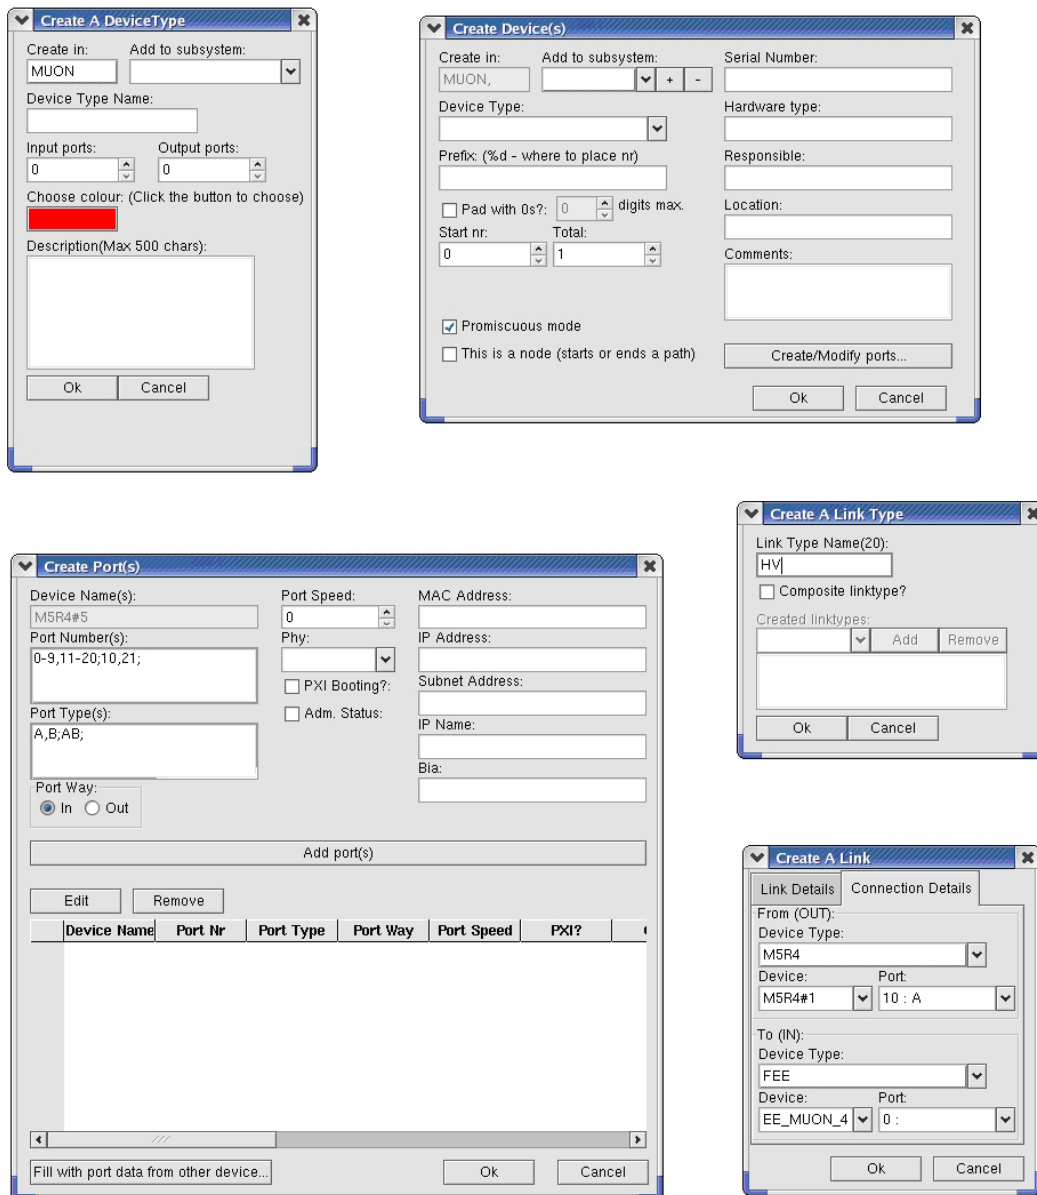 Create A DeviceType
Create in: Add to subsystem:
MUON
Device Type Name:
Input ports: Output ports:
0 0
Choose colour: (Click the button to choose)
Description(Max 500 chars):
Ok Cancel
Create Device(s)
Create in: Add to subsystem: Serial Number:
MUON, + -
Device Type: Hardware type:
Prefix: (%d - where to place nr) Responsible:
Pad with 0s?: 0 digits max. Location:
Start nr: Total:
0 1 Comments:
Promiscuous mode
This is a node (starts or ends a path) Create/Modify ports...
Ok Cancel
Create Port(s)
Device Name(s): Port Speed: MAC Address:
M5R4#5 0
Port Number(s): Phy: IP Address:
0-9,11-20;10,21;
PXI Booting?: Subnet Address:
Port Type(s): Adm. Status: IP Name:
A,B;AB;
Bia:
Port Way:
In Out
Add port(s)
Edit Remove
Device Name Port Nr Port Type Port Way Port Speed PXI?
Fill with port data from other device... Ok Cancel
Create A Link Type
Link Type Name(20):
HV
Composite linktype?
Created linktypes:
Add Remove
Ok Cancel
Create A Link
Link Details Connection Details
From (OUT):
Device Type:
M5R4
Device: Port:
M5R4#1 10 : A
To (IN):
Device Type:
FEE
Device: Port:
EE_MUON_4 0 :
Ok Cancel